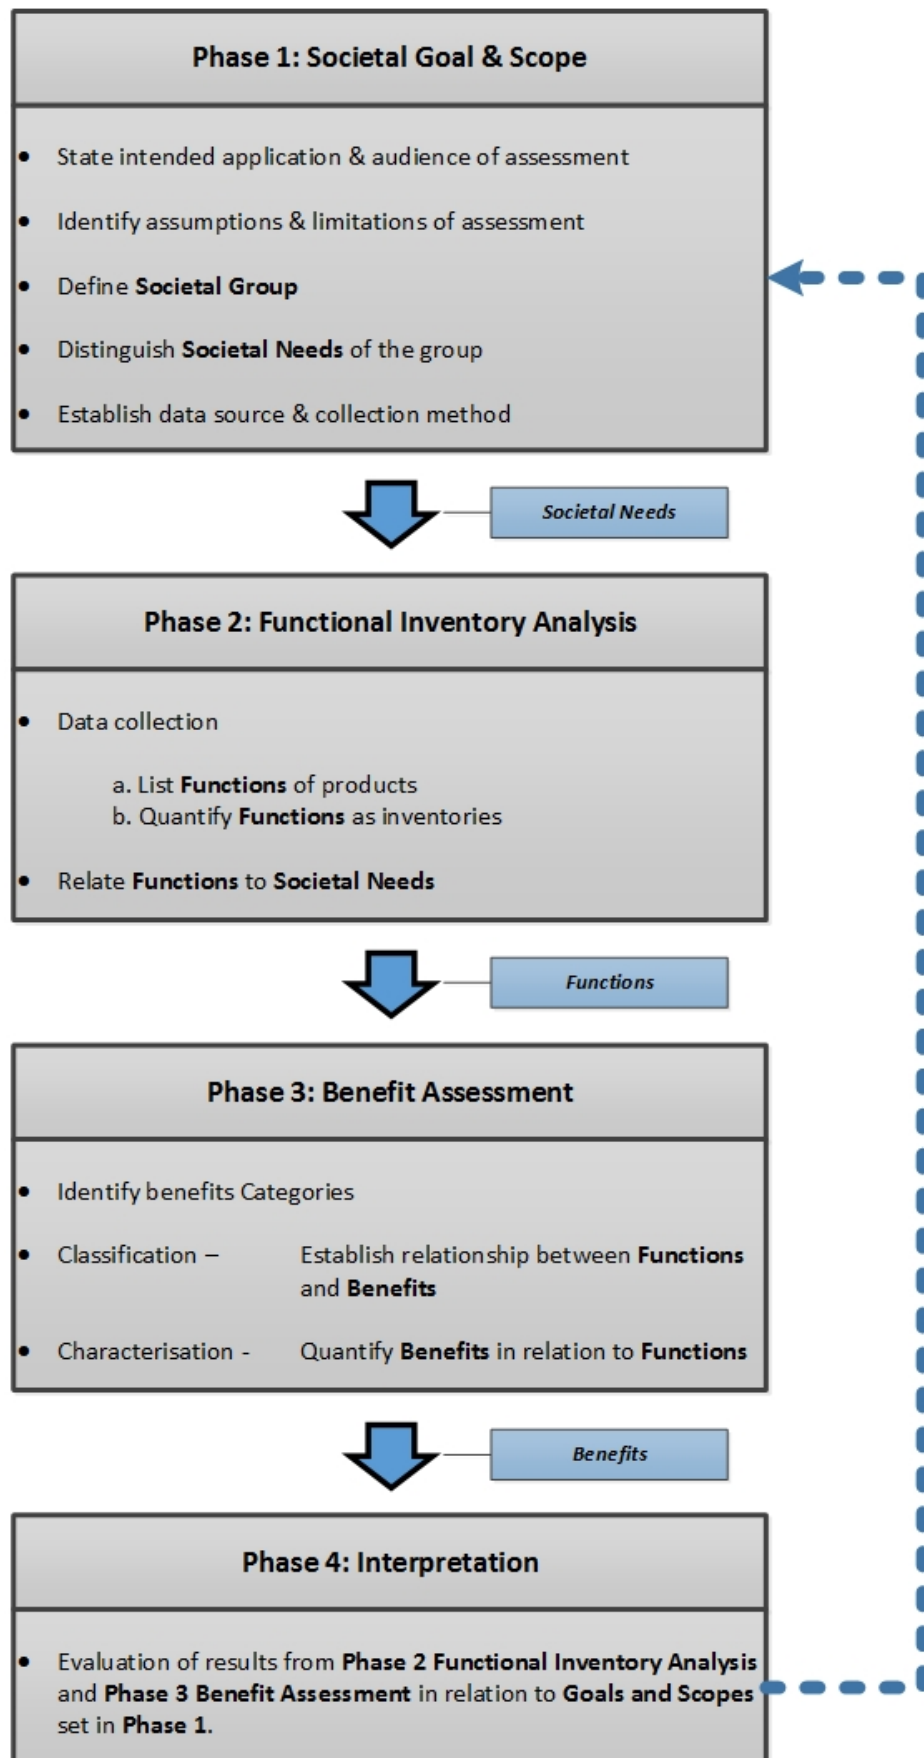 Phase 1: Societal Goal & Scope
• State intended application & audience of assessment
• Identify assumptions & limitations of assessment
• Define Societal Group
• Distinguish Societal Needs of the group
• Establish data source & collection method
Societal Needs
Phase 2: Functional Inventory Analysis
• Data collection
a. List Functions of products
b. Quantify Functions as inventories
• Relate Functions to Societal Needs
Functions
Phase 3: Benefit Assessment
• Identify benefits Categories
• Classification – Establish relationship between Functions
and Benefits
• Characterisation - Quantify Benefits in relation to Functions
Benefits
Phase 4: Interpretation
• Evaluation of results from Phase 2 Functional Inventory Analysis
and Phase 3 Benefit Assessment in relation to Goals and Scopes
set in Phase 1.